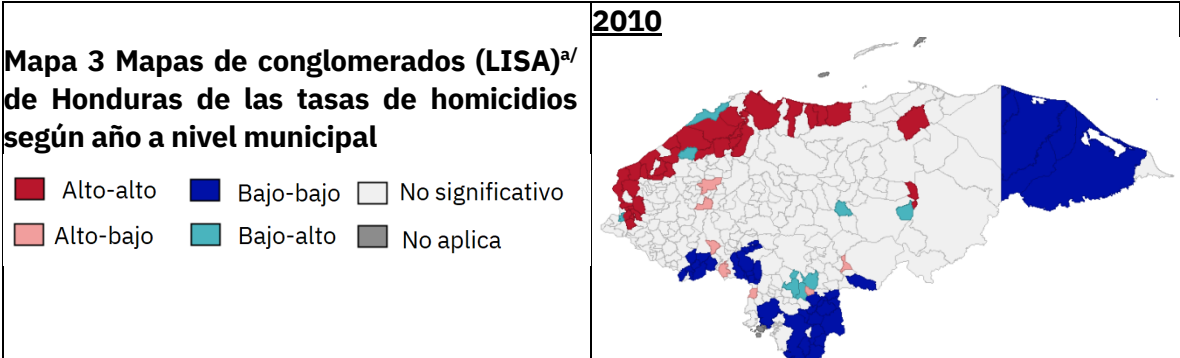 Mapa 3 Mapas de conglomerados (LISA)ᵃ/
de Honduras de las tasas de homicidios
según año a nivel municipal
Alto-alto Bajo-bajo No significativo
Alto-bajo Bajo-alto No aplica
2010